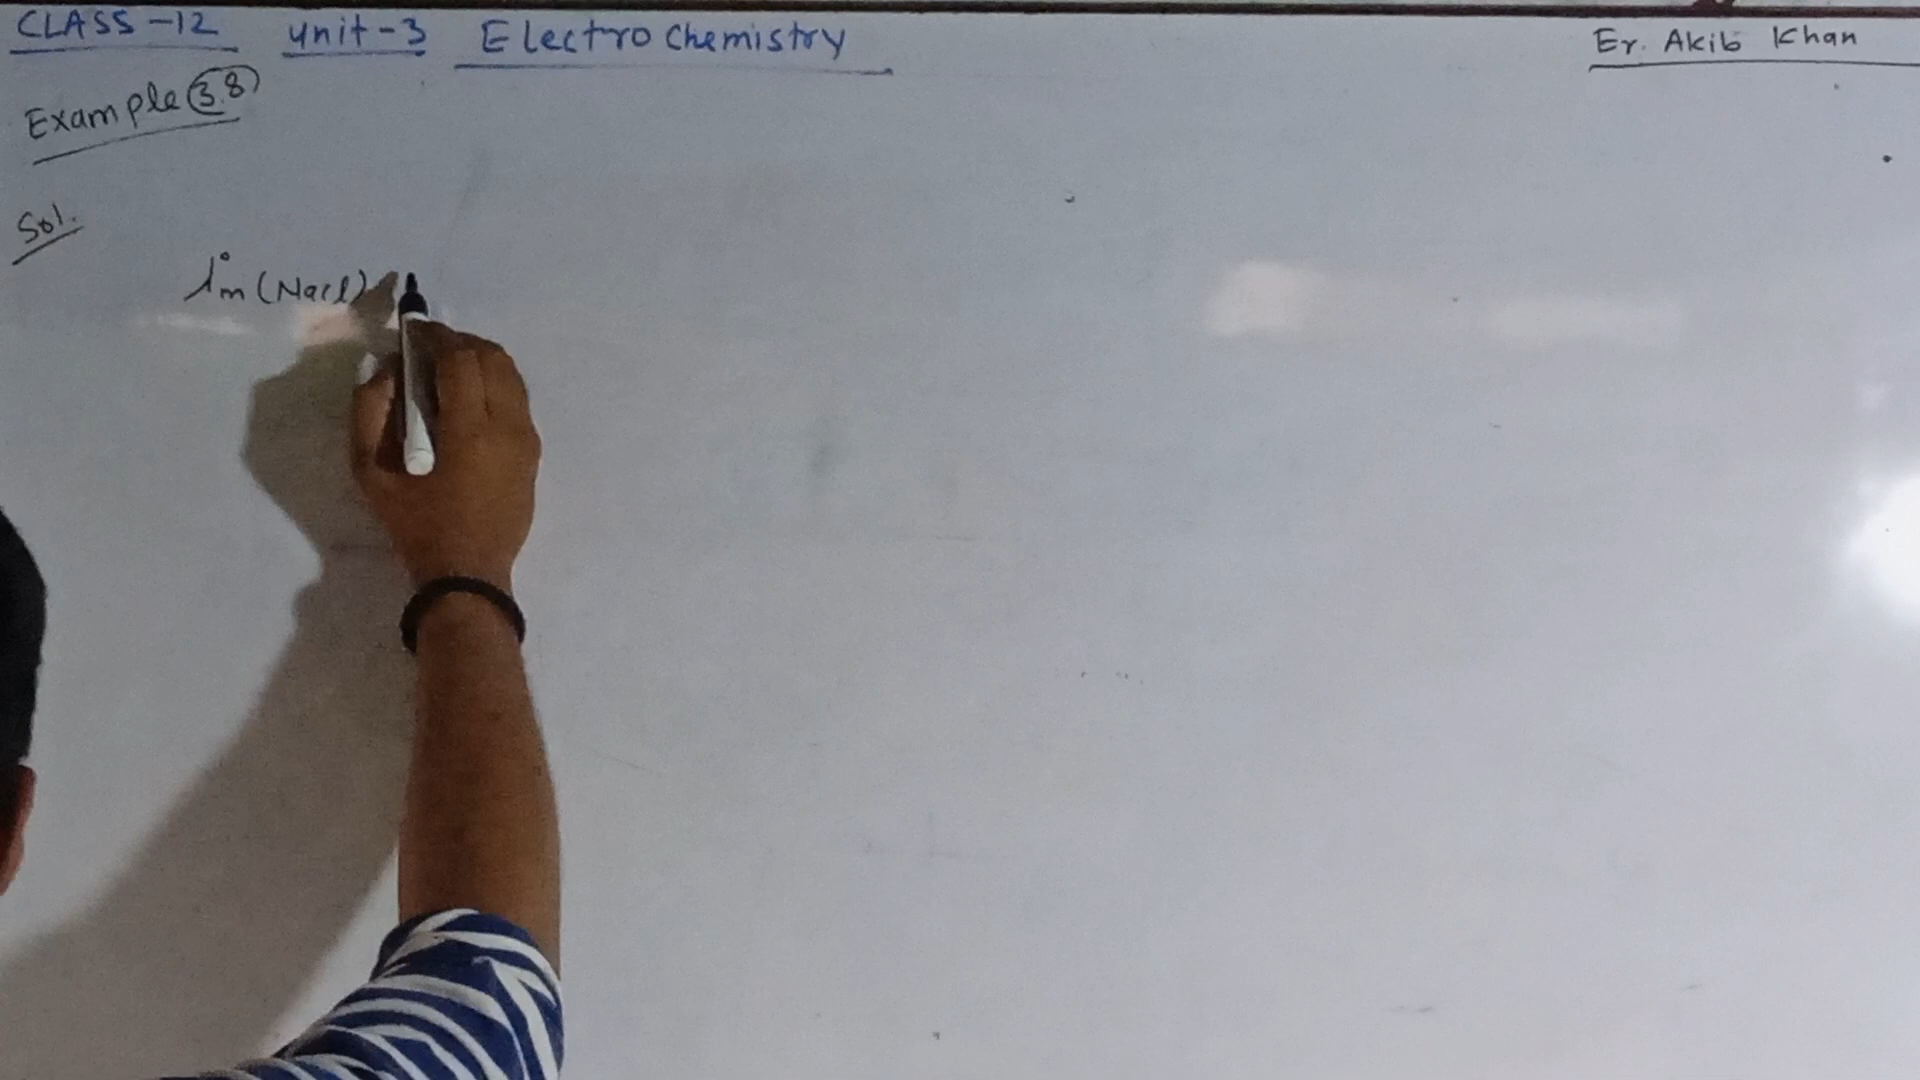 CLASS-12 unit-3 Electro Chemistry Er. Akib Khan
Example 3.8
Sol.
λ°m (Nacl)